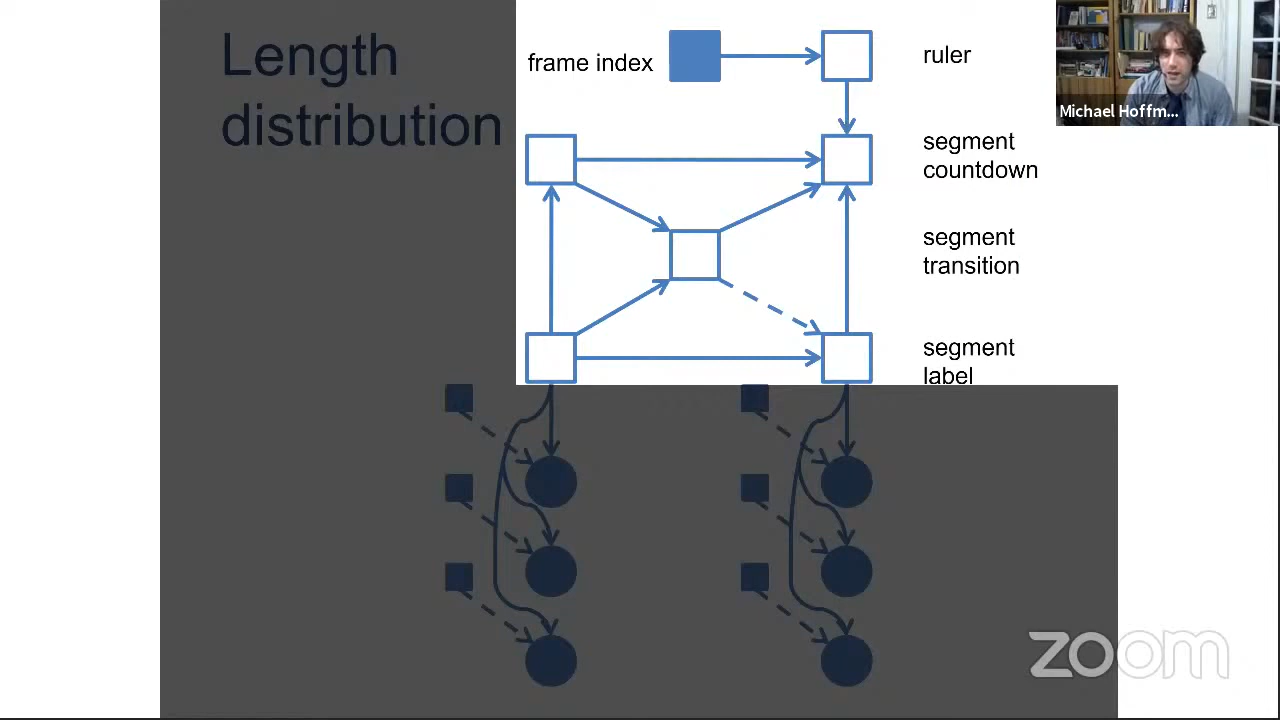 Length
distribution
frame index
ruler
segment
countdown
segment
transition
segment
label
Michael Hoffm...
zoom